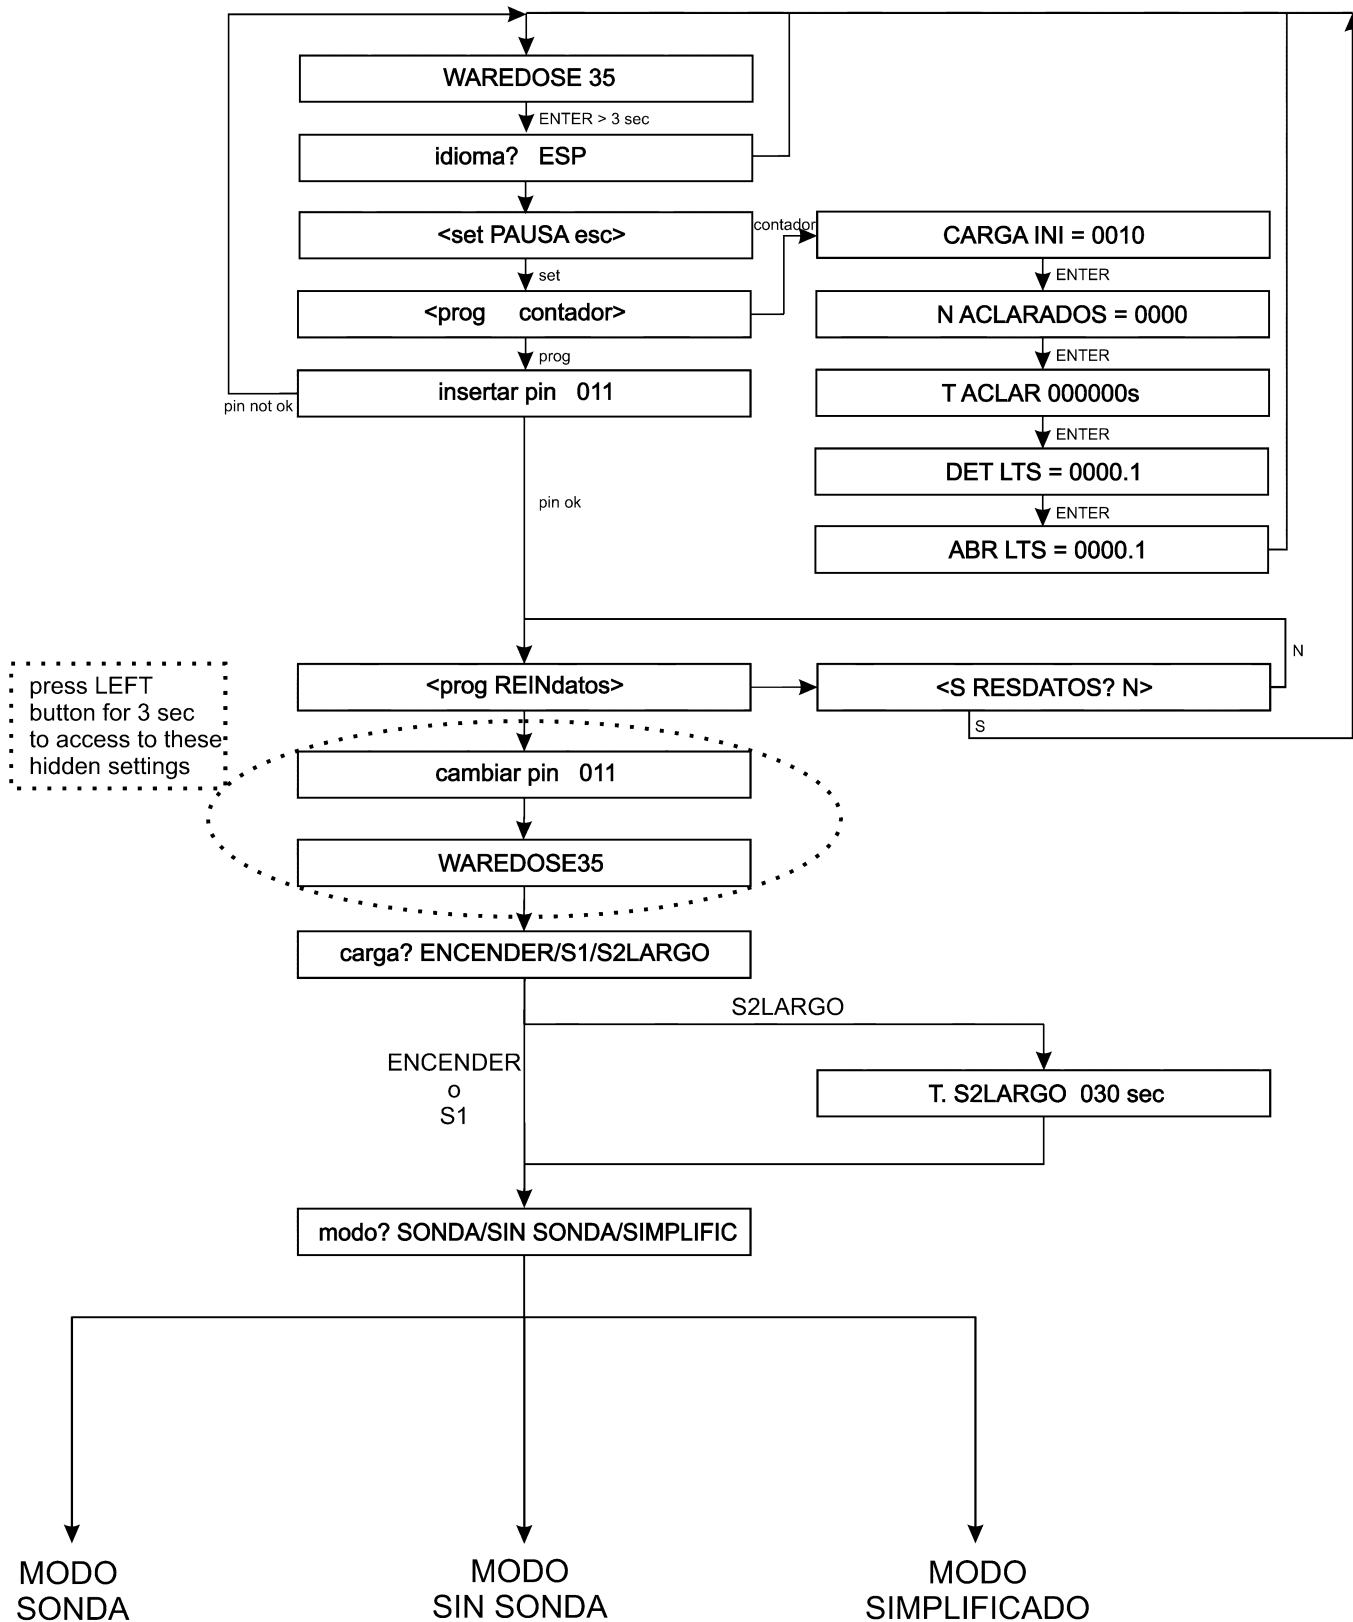 WAREDOSE 35
ENTER > 3 sec
idioma? ESP
<set PAUSA esc>
set
<prog contador>
contador
prog
insertar pin 011
pin not ok
pin ok
CARGA INI = 0010
ENTER
N ACLARADOS = 0000
ENTER
T ACLAR 000000s
ENTER
DET LTS = 0000.1
ENTER
ABR LTS = 0000.1
<prog REINdatos>
<S RESDATOS? N>
N
S
press LEFT
button for 3 sec
to access to these
hidden settings
cambiar pin 011
WAREDOSE35
carga? ENCENDER/S1/S2LARGO
S2LARGO
ENCENDER
o
S1
T. S2LARGO 030 sec
modo? SONDA/SIN SONDA/SIMPLIFIC
MODO
SONDA
MODO
SIN SONDA
MODO
SIMPLIFICADO